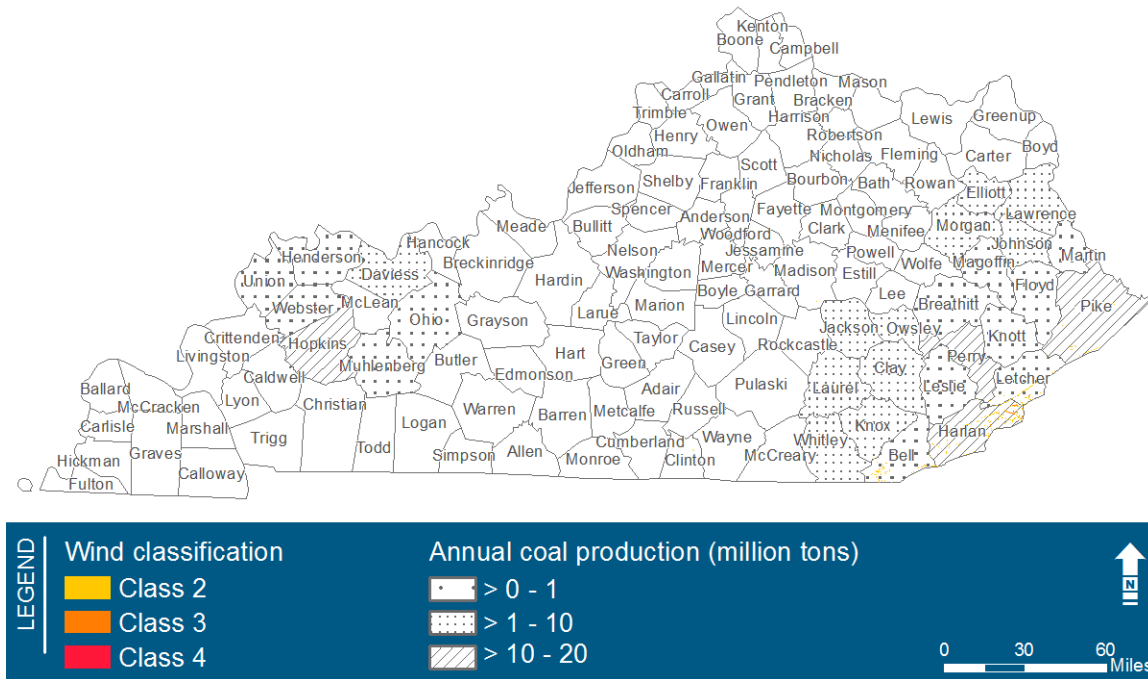 Kenton
Boone
Campbell
Gallatin
Pendleton
Mason
Carroll
Grant
Bracken
Trimble
Owen
Harrison
Lewis
Greenup
Henry
Robertson
Oldham
Nicholas
Fleming
Carter
Boyd
Scott
Jefferson
Shelby
Franklin
Bourbon
Bath
Rowan
Elliott
Spencer
Anderson
Fayette
Montgomery
Lawrence
Meade
Bullitt
Woodford
Clark
Menifee
Morgan
Hancock
Nelson
Jessamine
Powell
Johnson
Henderson
Breckinridge
Washington
Mercer
Madison
Estill
Wolfe
Magoffin
Martin
Union
Daviess
Hardin
Boyle
Garrard
Lee
Floyd
Webster
McLean
Marion
Breathitt
Pike
Ohio
Grayson
Larue
Lincoln
Jackson
Owsley
Crittenden
Hopkins
Taylor
Rockcastle
Knott
Livingston
Muhlenberg
Butler
Hart
Green
Casey
Perry
Caldwell
Edmonson
Clay
Letcher
Ballard
Lyon
Adair
Pulaski
Laurel
Leslie
McCracken
Christian
Warren
Barren
Metcalfe
Russell
Carlisle
Marshall
Logan
Knox
Harlan
Trigg
Todd
Cumberland
Wayne
Whitley
Hickman
Graves
Simpson
Allen
Monroe
Clinton
McCreary
Bell
Fulton
Calloway
LEGEND
Wind classification
Class 2
Class 3
Class 4
Annual coal production (million tons)
> 0 - 1
> 1 - 10
> 10 - 20
N
0 30 60
Miles